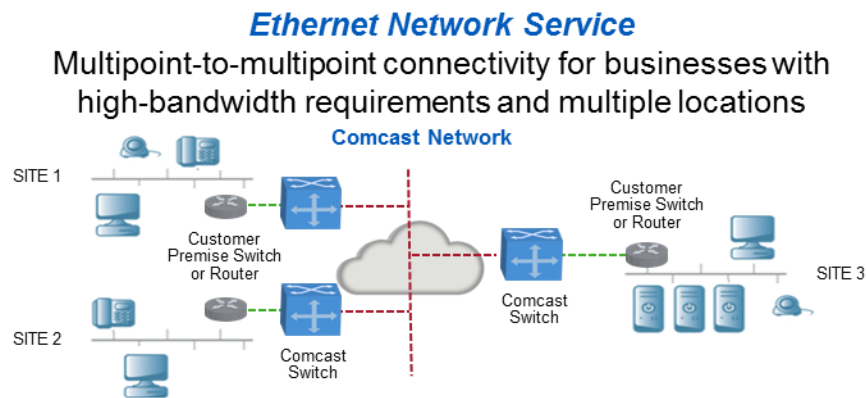 Ethernet Network Service
Multipoint-to-multipoint connectivity for businesses with
high-bandwidth requirements and multiple locations
Comcast Network
SITE 1
Customer
Premise Switch
or Router
SITE 2
Comcast
Switch
Customer
Premise Switch
or Router
Comcast
Switch
SITE 3